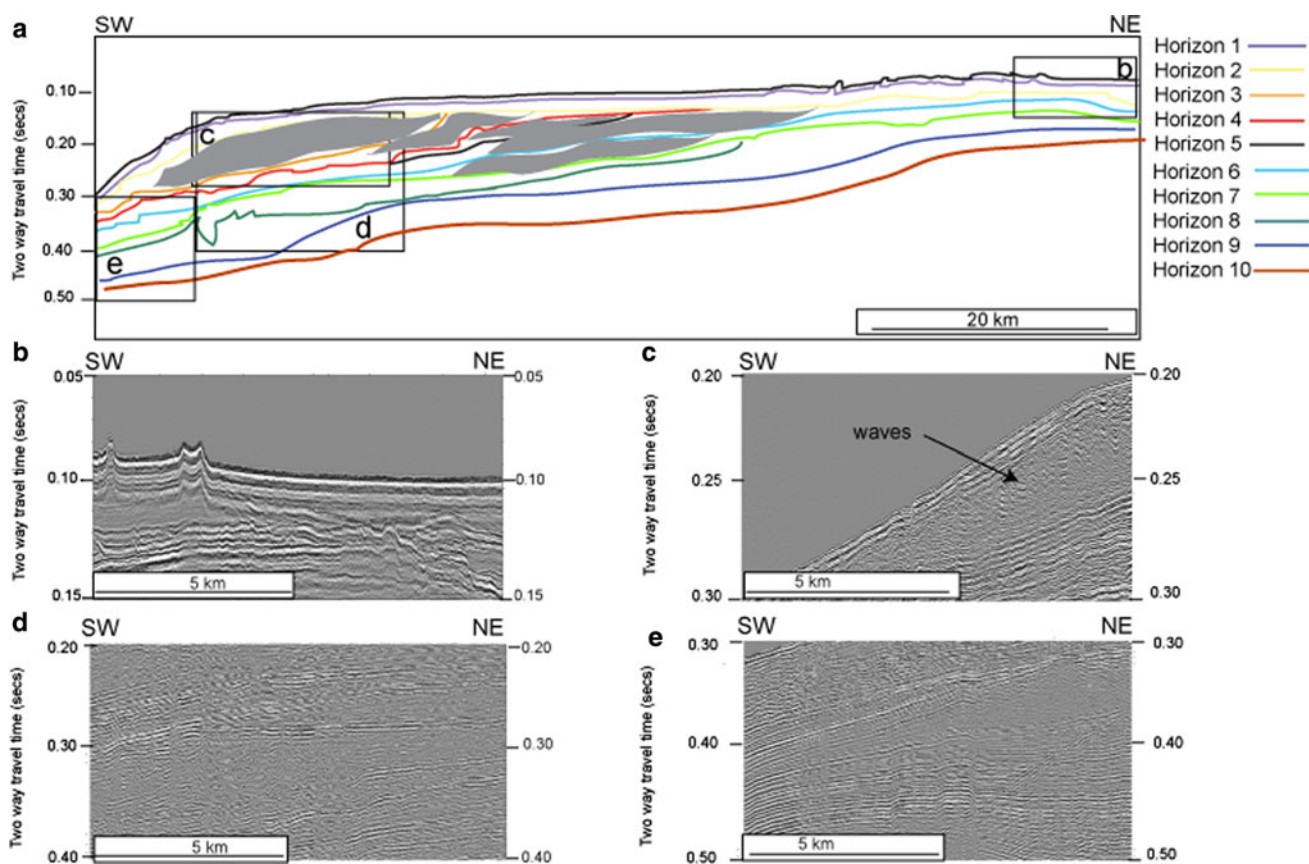 a
SW
NE
Two way travel time (secs)
0.10
0.20
0.30
0.40
0.50
b
c
d
e
20 km
Horizon 1
Horizon 2
Horizon 3
Horizon 4
Horizon 5
Horizon 6
Horizon 7
Horizon 8
Horizon 9
Horizon 10
b
SW
NE
Two way travel time (secs)
0.05
0.10
0.15
0.05
0.10
0.15
5 km
c
SW
NE
Two way travel time (secs)
0.20
0.25
0.30
0.20
0.25
0.30
waves
5 km
d
SW
NE
Two way travel time (secs)
0.20
0.30
0.40
0.20
0.30
0.40
5 km
e
SW
NE
Two way travel time (secs)
0.30
0.40
0.50
0.30
0.40
0.50
5 km